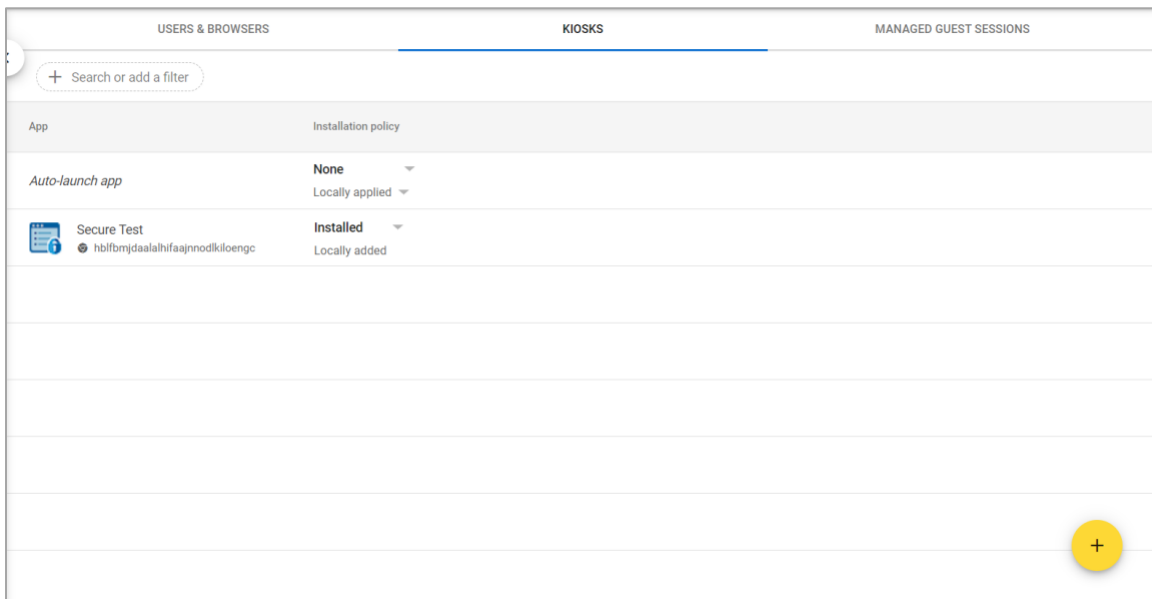 USERS & BROWSERS KIOSKS MANAGED GUEST SESSIONS
+ Search or add a filter
App Installation policy
Auto-launch app None
Locally applied
Secure Test Installed
hblfbmjdaalalhifaajnnodlkiloengc Locally added
+